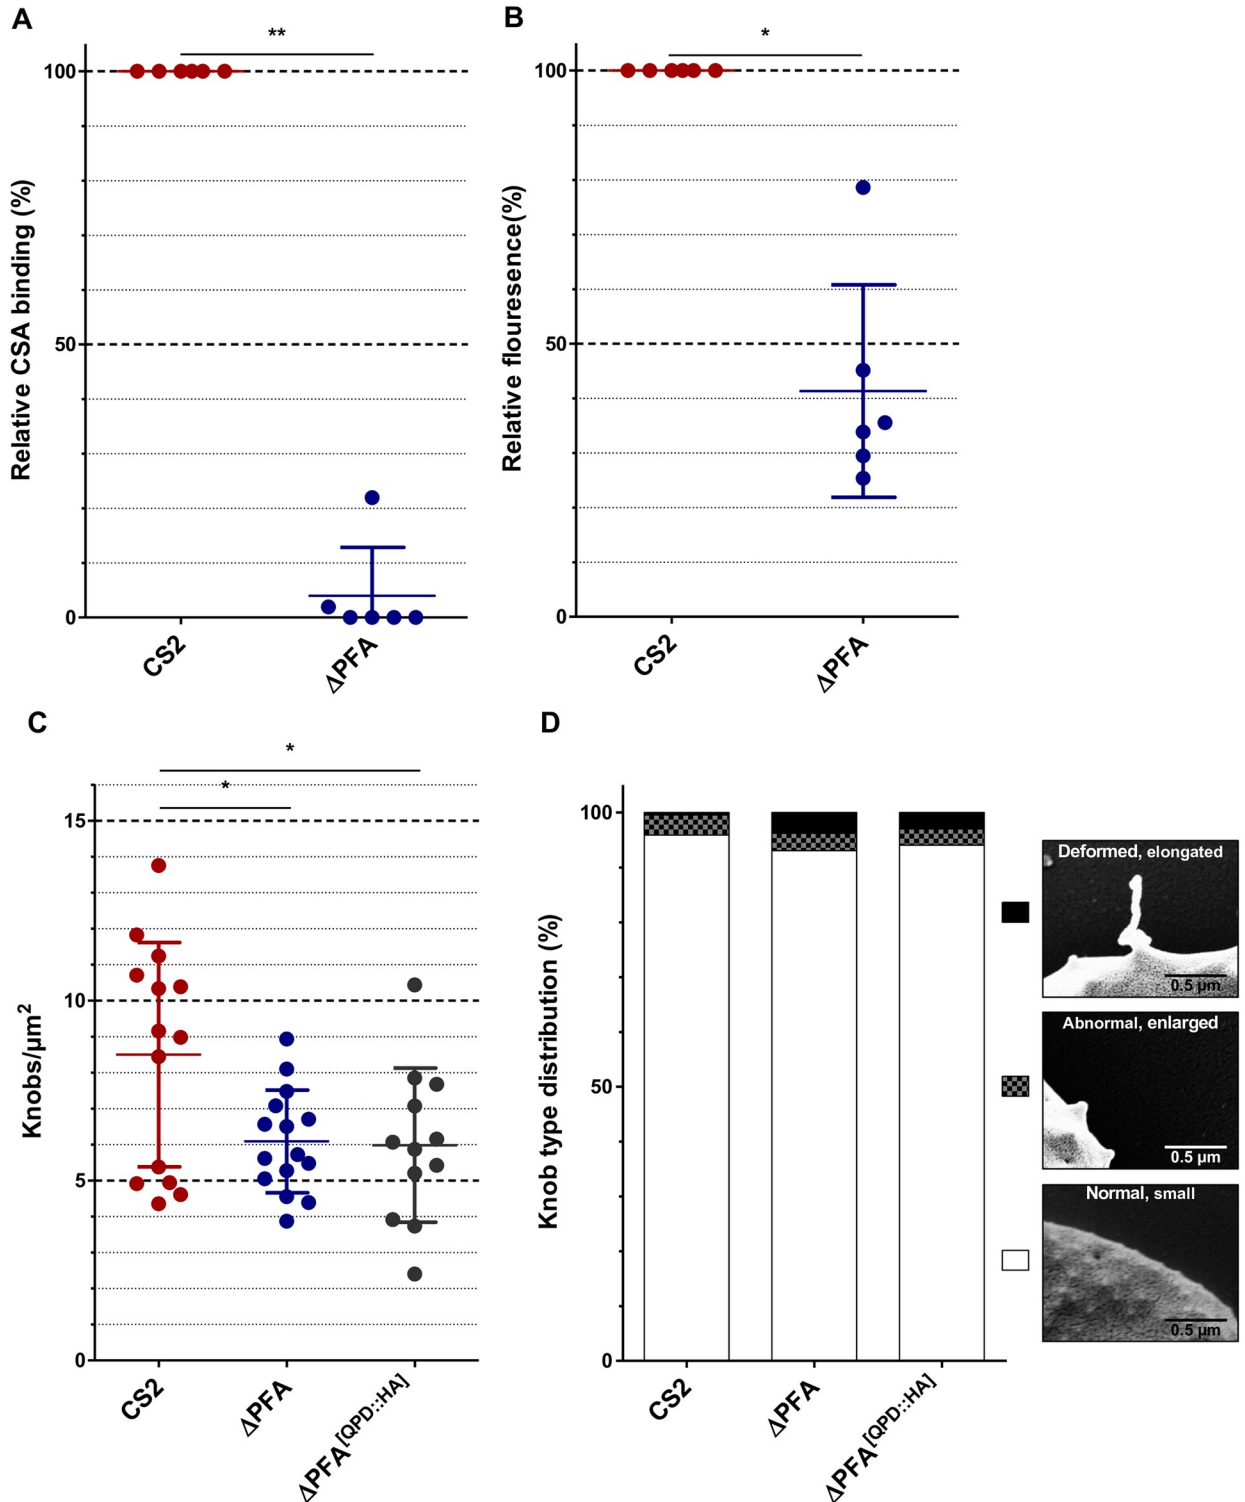 A
**
Relative CSA binding (%)
100
50
0
CS2
ΔPFA
B
*
Relative flouresence(%)
100
50
0
CS2
ΔPFA
C
*
*
Knobs/µm²
15
10
5
0
CS2
ΔPFA
ΔPFA[QPD::HA]
D
Knob type distribution (%)
100
50
0
CS2
ΔPFA
ΔPFA[QPD::HA]
Deformed, elongated
0.5 µm
Abnormal, enlarged
0.5 µm
Normal, small
0.5 µm